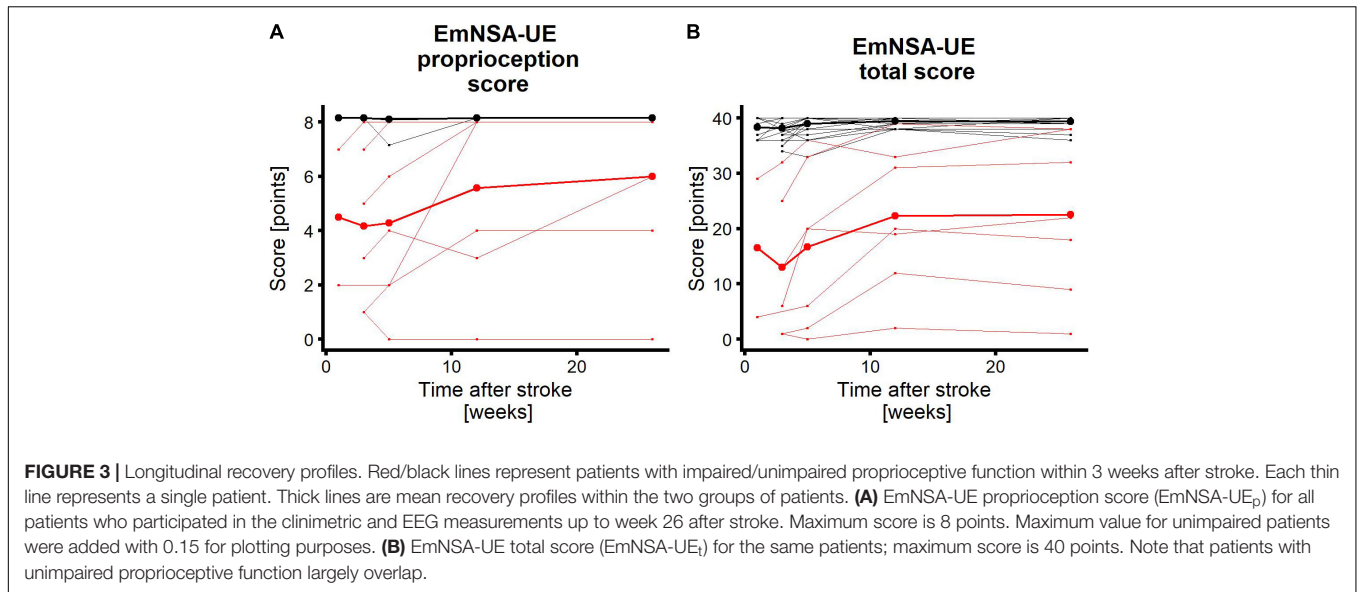 A
EmNSA-UE
proprioception
score
Score [points]
8
6
4
2
0
0
10
20
Time after stroke
[weeks]
B
EmNSA-UE
total score
Score [points]
40
30
20
10
0
0
10
20
Time after stroke
[weeks]
FIGURE 3 | Longitudinal recovery profiles. Red/black lines represent patients with impaired/unimpaired proprioceptive function within 3 weeks after stroke. Each thin
line represents a single patient. Thick lines are mean recovery profiles within the two groups of patients. (A) EmNSA-UE proprioception score (EmNSA-UEp) for all
patients who participated in the clinimetric and EEG measurements up to week 26 after stroke. Maximum score is 8 points. Maximum value for unimpaired patients
were added with 0.15 for plotting purposes. (B) EmNSA-UE total score (EmNSA-UEt) for the same patients; maximum score is 40 points. Note that patients with
unimpaired proprioceptive function largely overlap.